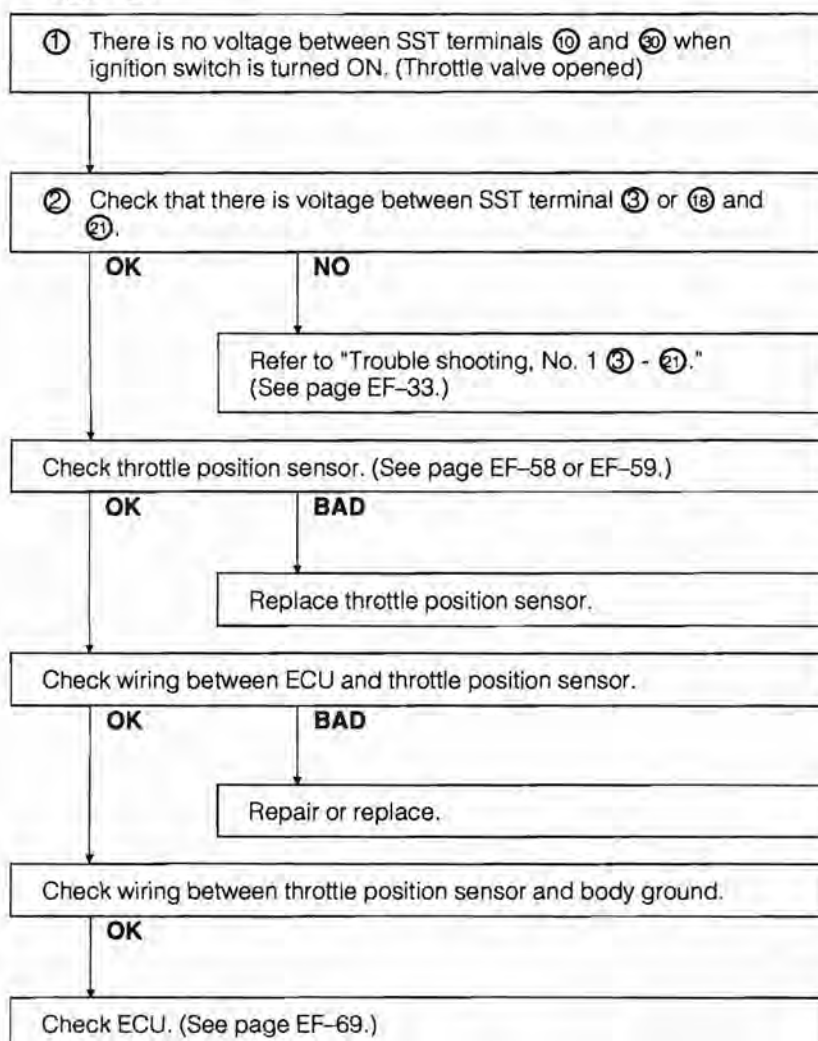 ① There is no voltage between SST terminals ⑩ and ㉚ when
ignition switch is turned ON. (Throttle valve opened)
② Check that there is voltage between SST terminal ③ or ⑱ and
㉑.
OK NO
Refer to "Trouble shooting, No. 1 ③ - ㉑."
(See page EF–33.)
Check throttle position sensor. (See page EF–58 or EF–59.)
OK BAD
Replace throttle position sensor.
Check wiring between ECU and throttle position sensor.
OK BAD
Repair or replace.
Check wiring between throttle position sensor and body ground.
OK
Check ECU. (See page EF–69.)